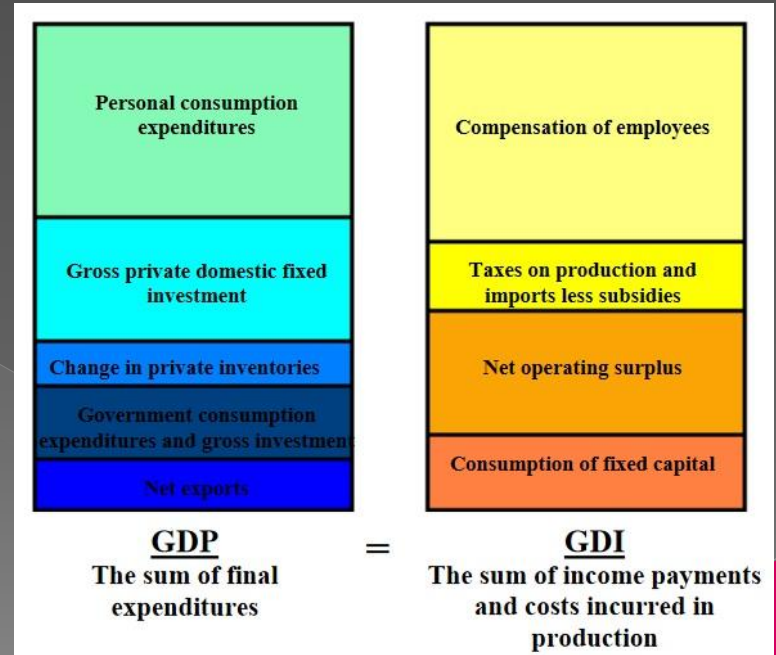 Personal consumption
expenditures
Gross private domestic fixed
investment
Change in private inventories
Government consumption
expenditures and gross investment
Net exports
GDP
The sum of final
expenditures
=
Compensation of employees
Taxes on production and
imports less subsidies
Net operating surplus
Consumption of fixed capital
GDI
The sum of income payments
and costs incurred in
production